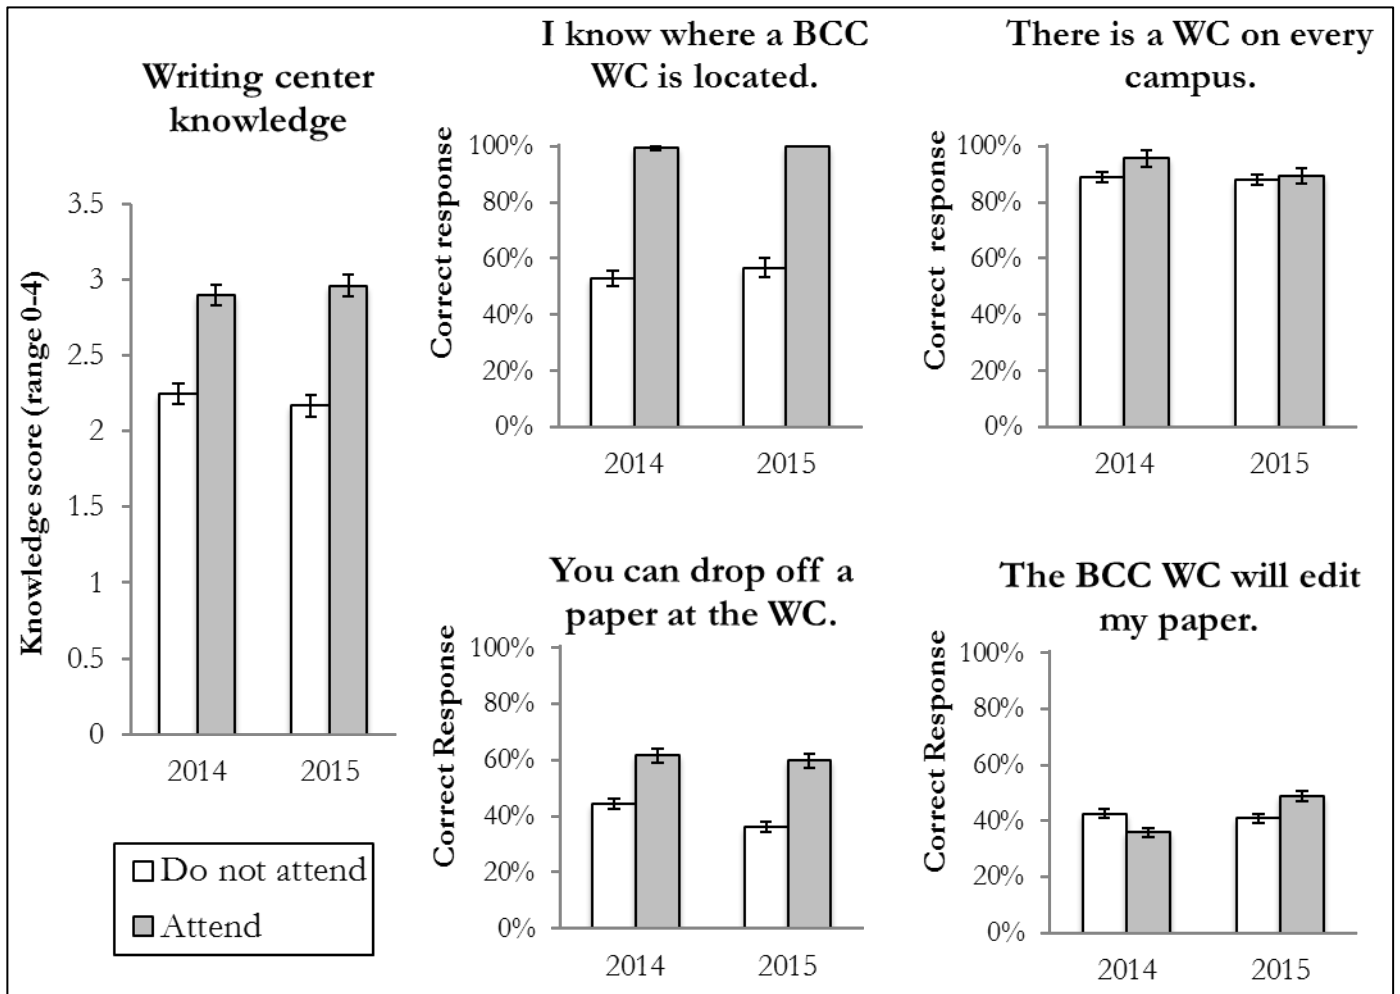 Writing center
knowledge
Knowledge score (range 0-4)
3.5
3
2.5
2
1.5
1
0.5
0
2014 2015
Do not attend
Attend
I know where a BCC
WC is located.
Correct response
100%
80%
60%
40%
20%
0%
2014 2015
There is a WC on every
campus.
Correct response
100%
80%
60%
40%
20%
0%
2014 2015
You can drop off a
paper at the WC.
Correct Response
100%
80%
60%
40%
20%
0%
2014 2015
The BCC WC will edit
my paper.
Correct Response
100%
80%
60%
40%
20%
0%
2014 2015